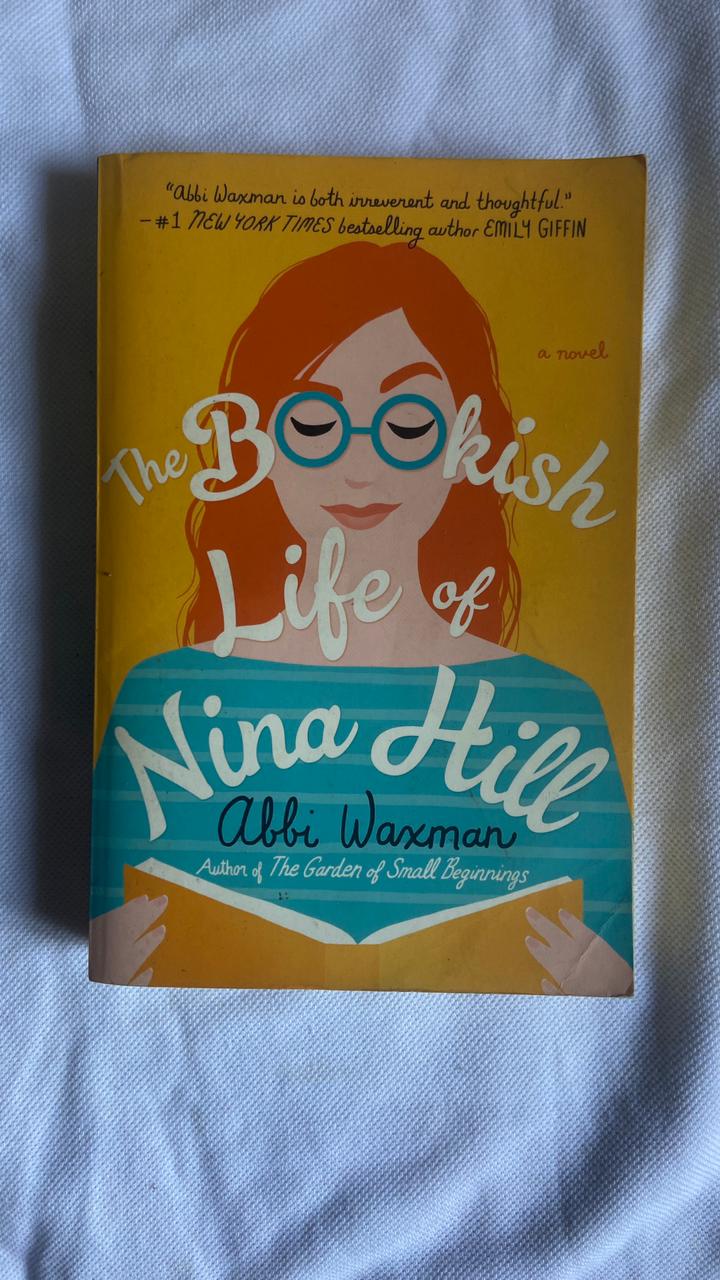 "Abbi Waxman is both irreverent and thoughtful."
—#1 NEW YORK TIMES bestselling author EMILY GIFFIN
a novel
The Bookish
Life of
Nina Hill
Abbi Waxman
Author of The Garden of Small Beginnings